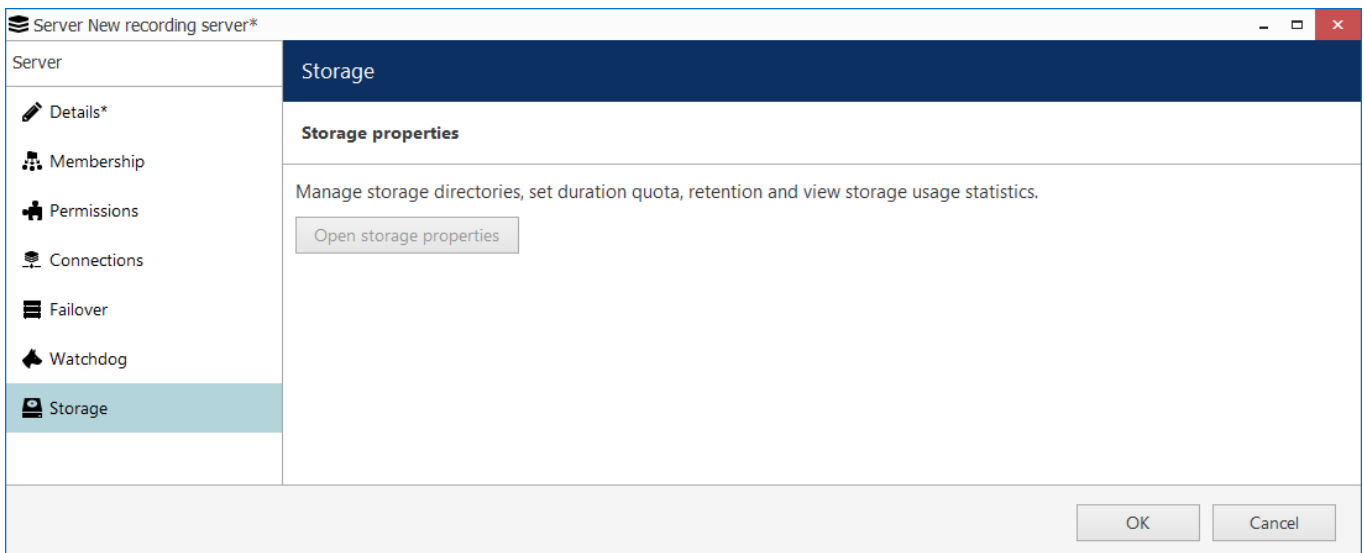 Server New recording server*
Server
Details*
Membership
Permissions
Connections
Failover
Watchdog
Storage
Storage
Storage properties
Manage storage directories, set duration quota, retention and view storage usage statistics.
Open storage properties
OK
Cancel